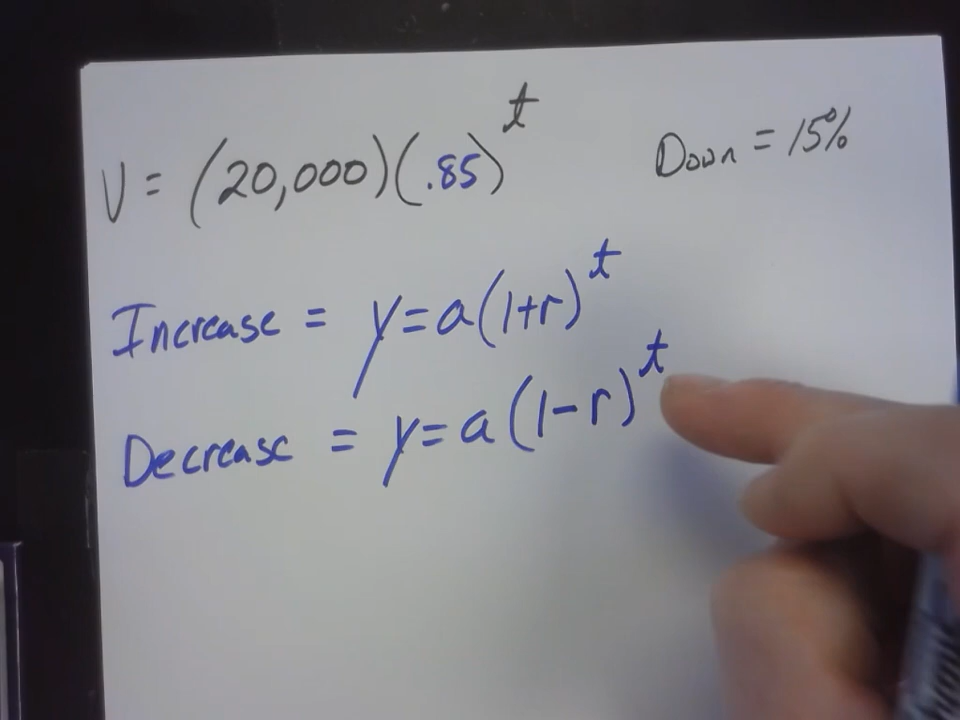 V = (20,000)(.85)^t
Down = 15%
Increase = y=a(1+r)^t
Decrease = y=a(1-r)^t